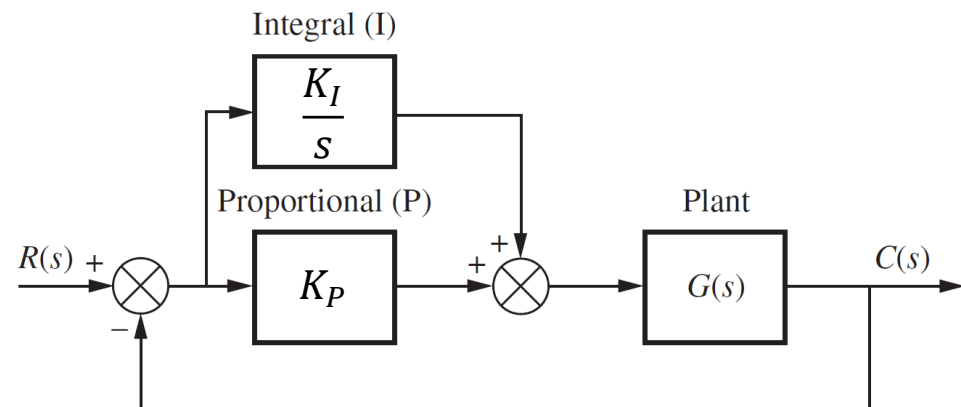 Integral (I)
K_I
s
Proportional (P)
Plant
R(s) +
−
K_P
+
+
G(s)
C(s)